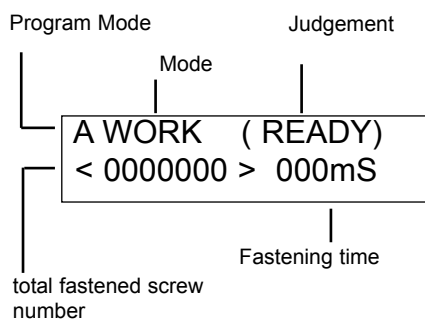 Program Mode
Judgement
Mode
A WORK ( READY)
< 0000000 > 000mS
Fastening time
total fastened screw
number